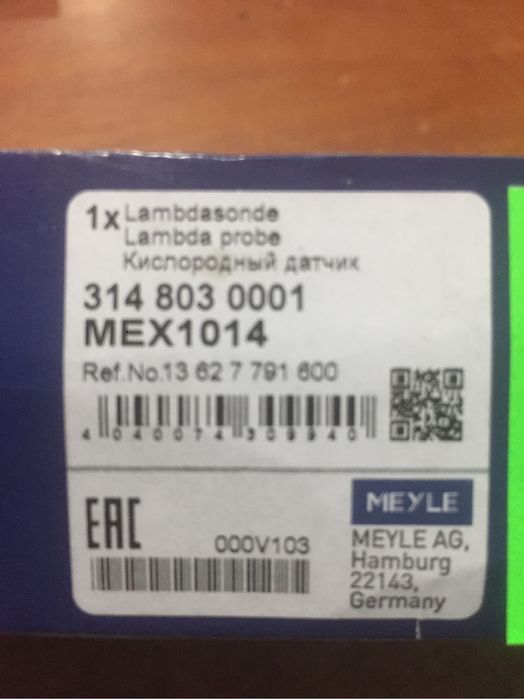 1x Lambdasonde
Lambda probe
Кислородный датчик
314 803 0001
MEX1014
Ref.No.13 62 7 791 600
4 040074 309940
EAC
000V103
MEYLE
MEYLE AG,
Hamburg
22143,
Germany